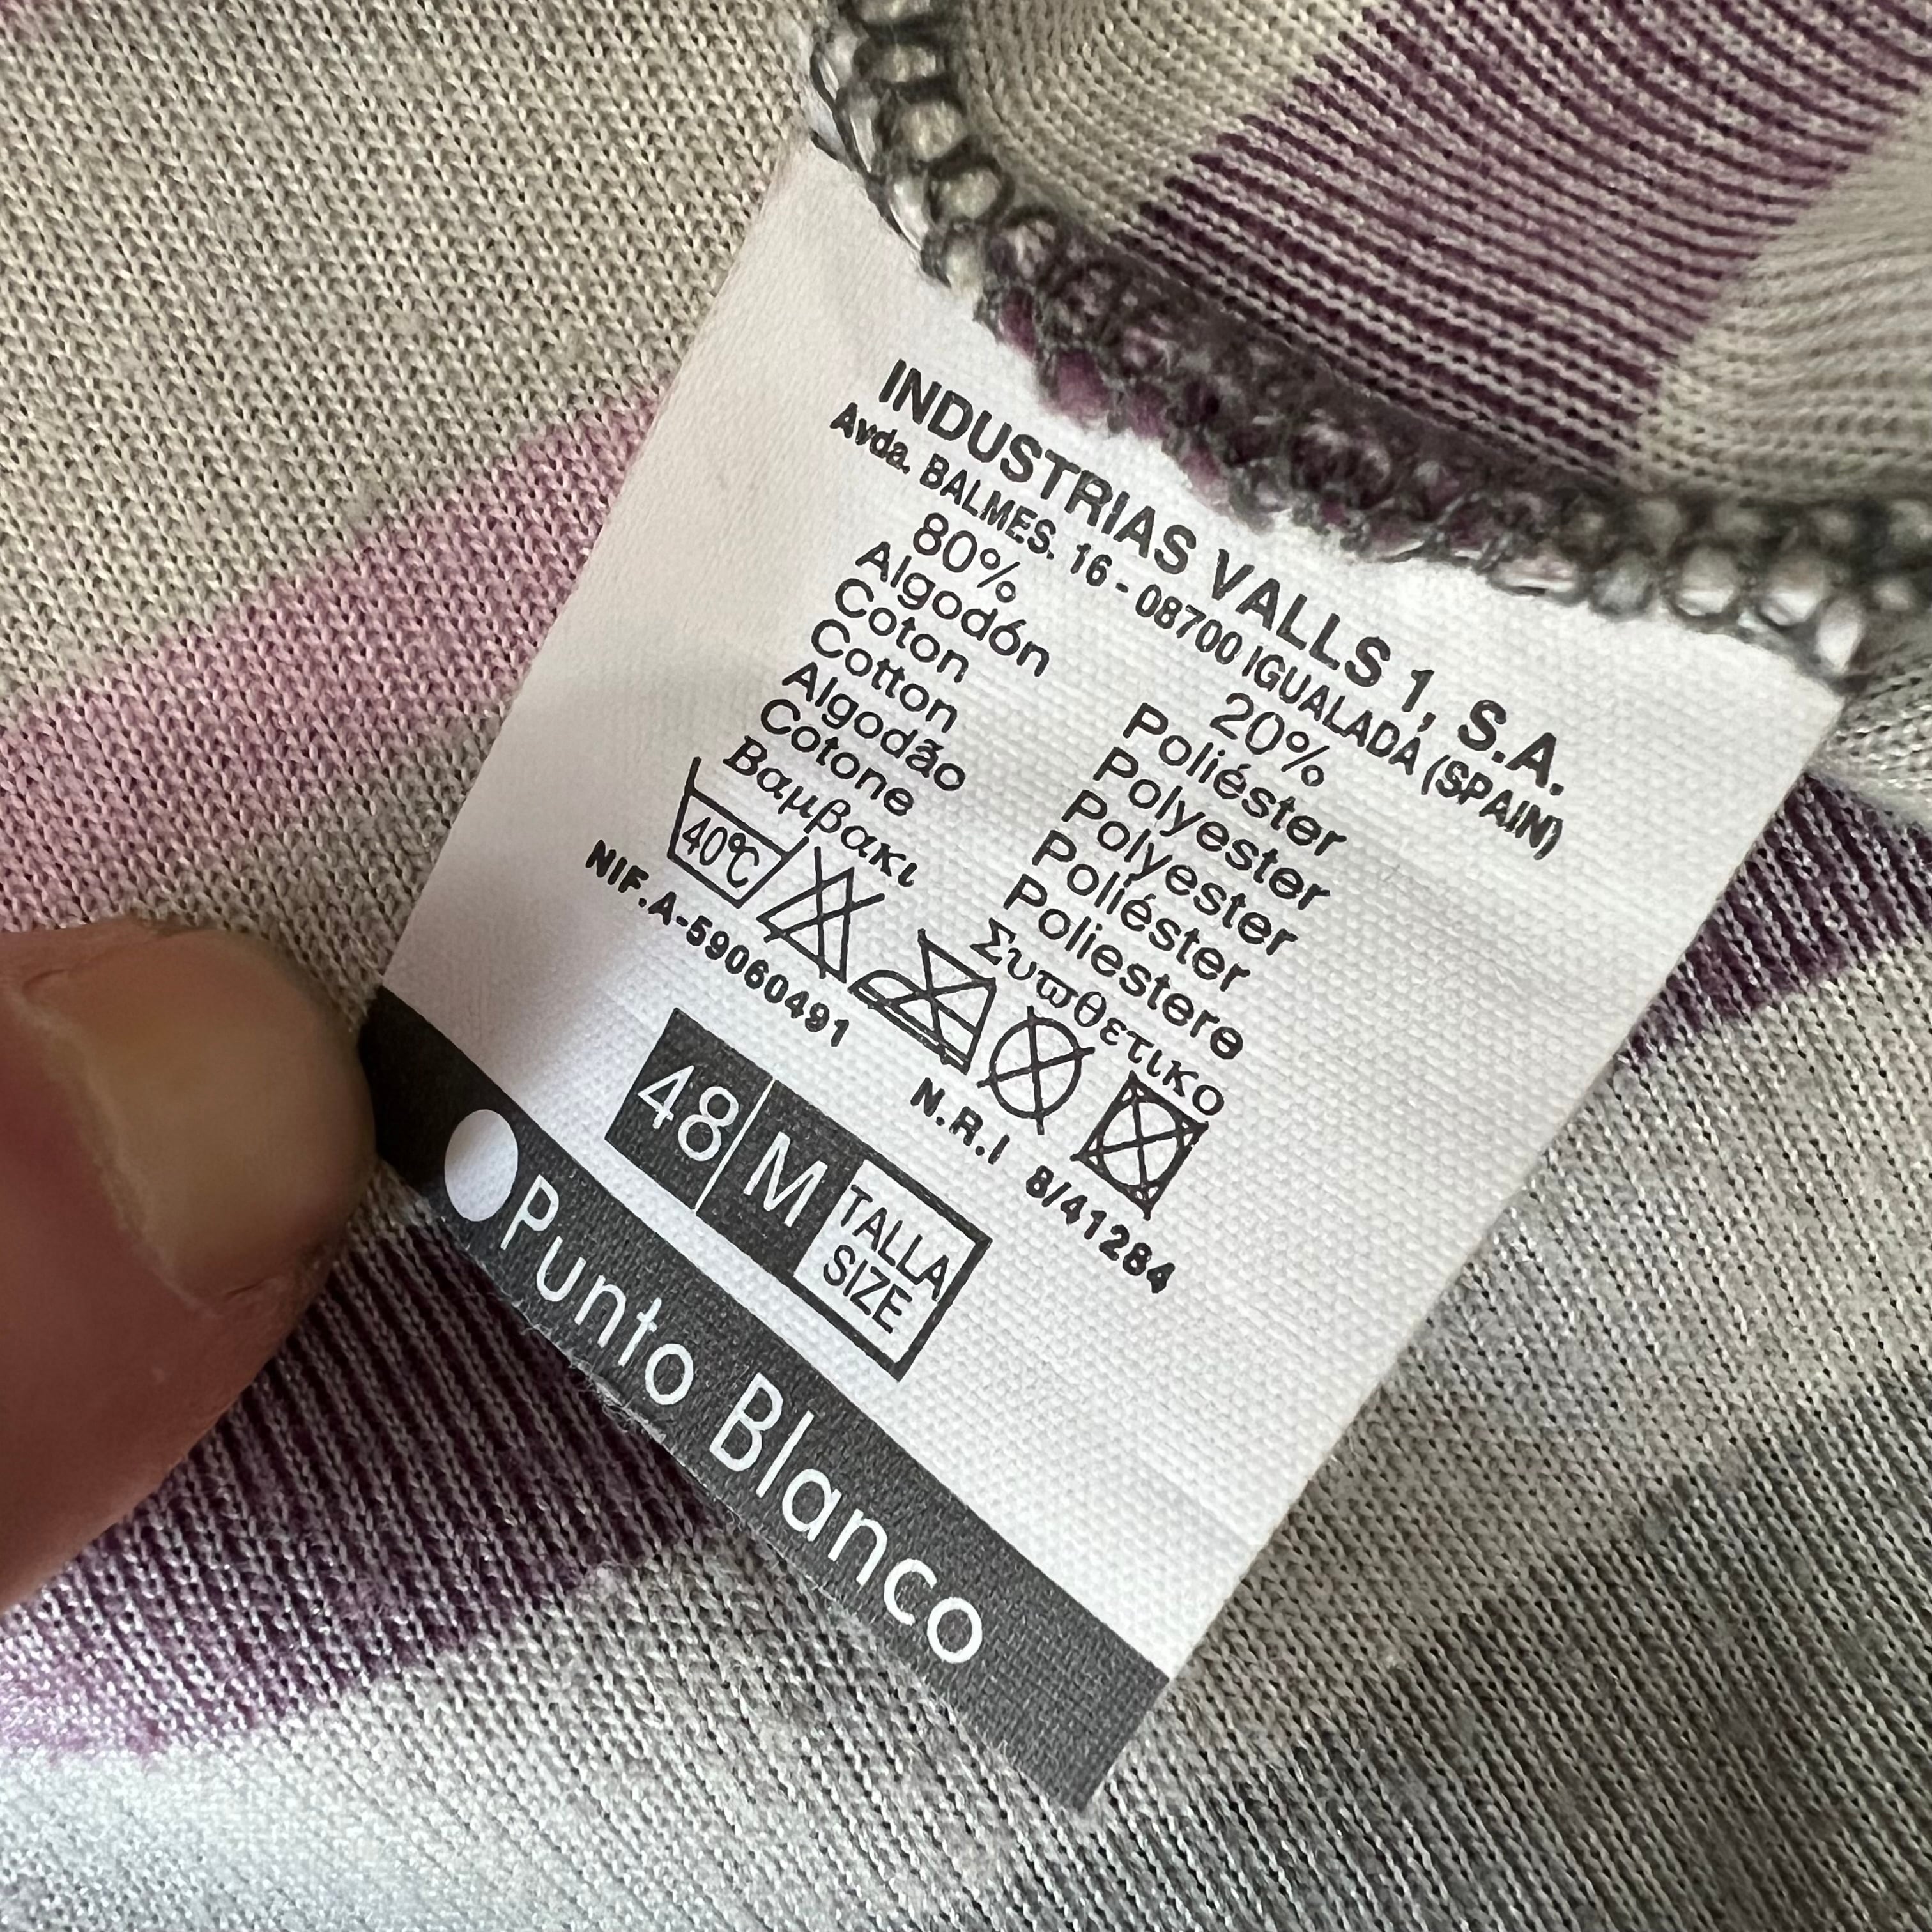 INDUSTRIAS VALLS 1, S.A.
Avda. BALMES. 16 - 08700 IGUALADA (SPAIN)
80%
Algodón
Coton
Cotton
Algodão
Cotone
Βαμβακι
20%
Poliéster
Polyester
Polyester
Poliéster
Poliestere
Συϖθετικο
40°C
NIF.A-59060491
N.R.I 8/41284
48 M TALLA
SIZE
Punto Blanco